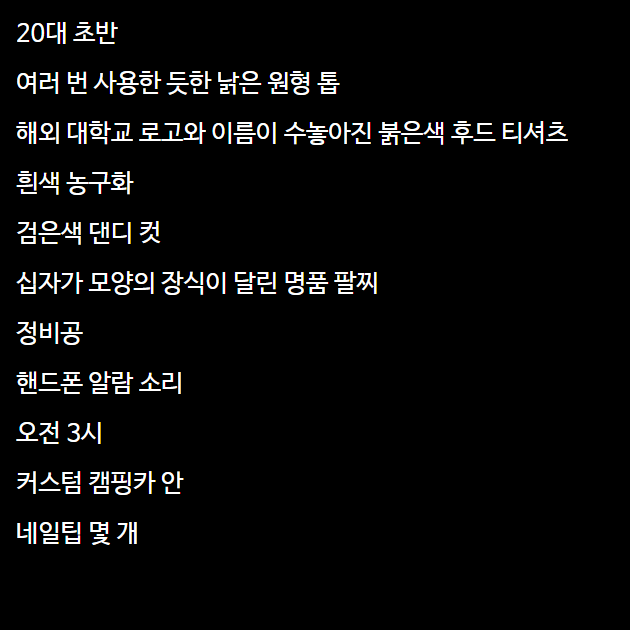 20대 초반
여러 번 사용한 듯한 낡은 원형 톱
해외 대학교 로고와 이름이 수놓아진 붉은색 후드 티셔츠
흰색 농구화
검은색 댄디 컷
십자가 모양의 장식이 달린 명품 팔찌
정비공
핸드폰 알람 소리
오전 3시
커스텀 캠핑카 안
네일팁 몇 개